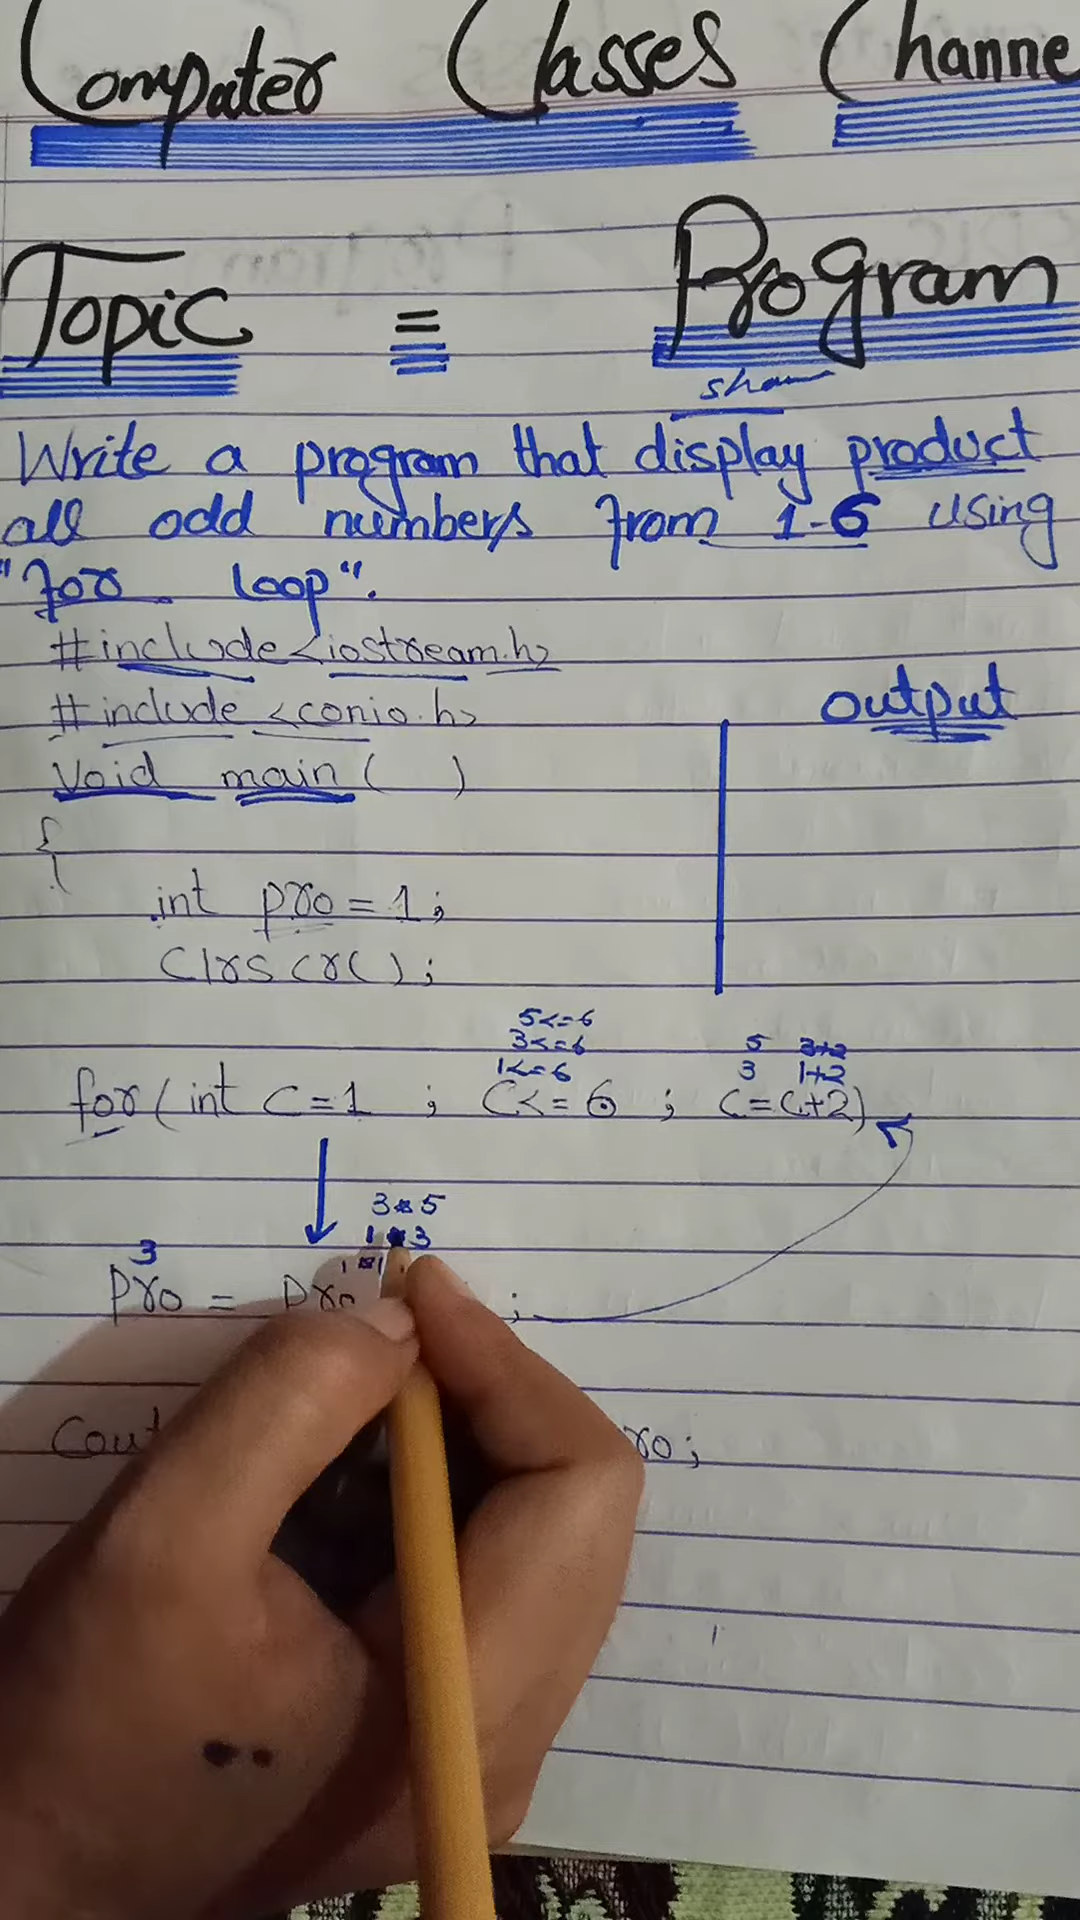 Computer Classes Channe
Topic = Program
show
Write a program that display product
all odd numbers from 1-6 using
"for loop".
#include<iostream.h>
#include <conio.h>
output
Void main( )
{
int pro=1;
Clrscr();
5<=6
3<=6 5 3+2
1<=6 3 1+2
for(int C=1 ; C<=6 ; C=C+2)
3*5
1*3
3 1*1
pro = pro ;
Cout ro;